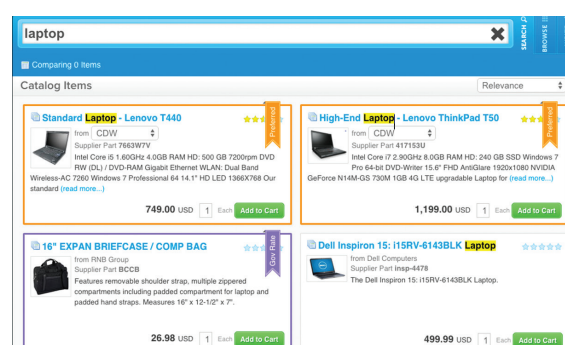 laptop
SEARCH
BROWSE
Comparing 0 Items
Catalog Items
Relevance
Standard Laptop - Lenovo T440
Preferred
from CDW
Supplier Part 7663W7V
Intel Core i5 1.60GHz 4.0GB RAM HD: 500 GB 7200rpm DVD
RW (DL) / DVD-RAM Gigabit Ethernet WLAN: Dual Band
Wireless-AC 7260 Windows 7 Professional 64 14.1" HD LED 1366X768 Our
standard (read more...)
749.00 USD 1 Each Add to Cart
High-End Laptop - Lenovo ThinkPad T50
Preferred
from CDW
Supplier Part 417153U
Intel Core i7 2.90GHz 8.0GB RAM HD: 240 GB SSD Windows 7
Pro 64-bit DVD-Writer 15.6" FHD AntiGlare 1920x1080 NVIDIA
GeForce N14M-GS 730M 1GB 4G LTE upgradable Laptop for (read more...)
1,199.00 USD 1 Each Add to Cart
16" EXPAN BRIEFCASE / COMP BAG
Gov Rate
from RNB Group
Supplier Part BCCB
Features removable shoulder strap, multiple zippered
compartments including padded compartment for laptop and
padded hand straps. Measures 16" x 12-1/2" x 7".
26.98 USD 1 Each Add to Cart
Dell Inspiron 15: i15RV-6143BLK Laptop
from Dell Computers
Supplier Part insp-4478
The Dell Inspiron 15: i15RV-6143BLK Laptop.
499.99 USD 1 Each Add to Cart